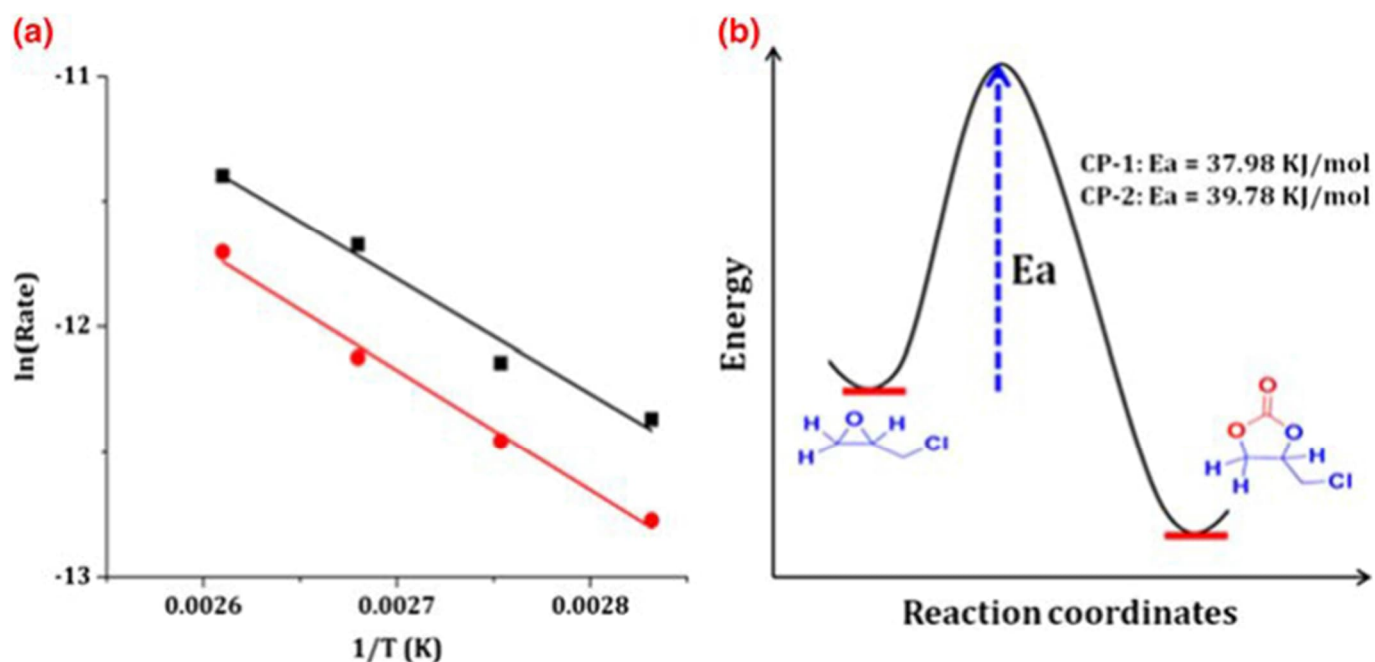 (a)
-11
-12
-13
ln(Rate)
0.0026
0.0027
0.0028
1/T (K)
(b)
Energy
CP-1: Ea = 37.98 KJ/mol
CP-2: Ea = 39.78 KJ/mol
Ea
H
O
H
H
Cl
O
O
O
H
H
H
Cl
Reaction coordinates